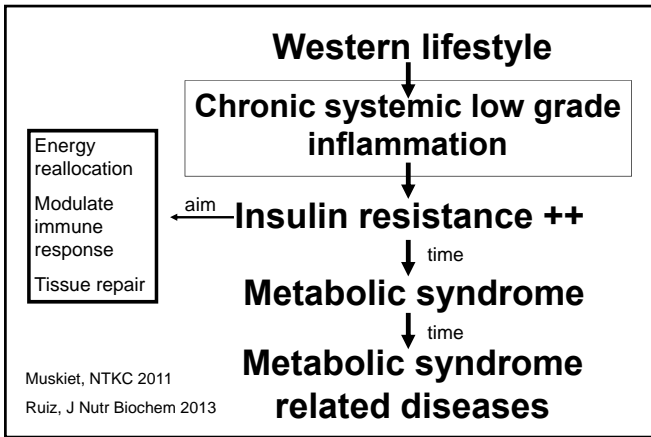 Western lifestyle
Chronic systemic low grade
inflammation
Energy
reallocation
Modulate
immune
response
Tissue repair
aim
Insulin resistance ++
time
Metabolic syndrome
time
Metabolic syndrome
related diseases
Muskiet, NTKC 2011
Ruiz, J Nutr Biochem 2013